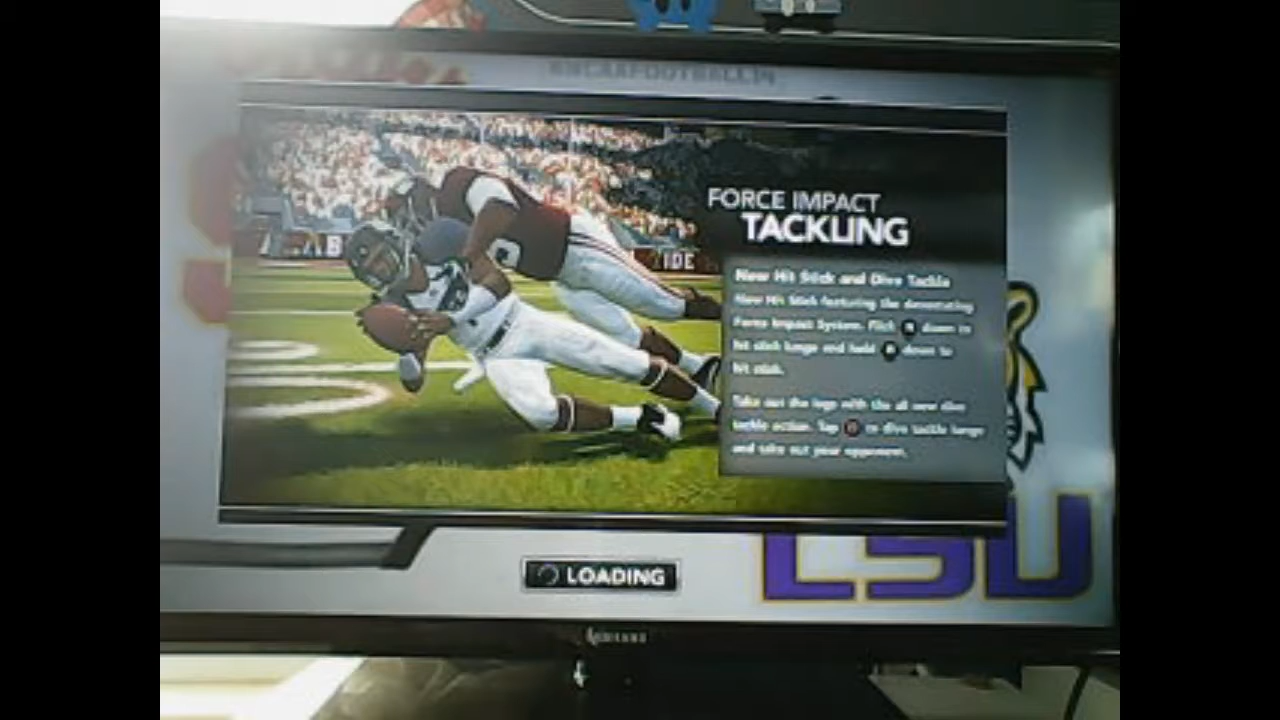 NCAAFOOTBALL14
FORCE IMPACT
TACKLING
New Hit Stick and Dive Tackle
New Hit Stick featuring the devastating
Force Impact System. Flick R down to
hit stick lunge and hold R down to
hit stick.
Take out the legs with the all new dive
tackle action. Tap to dive tackle lunge
and take out your opponent.
IDE
LSU
LOADING